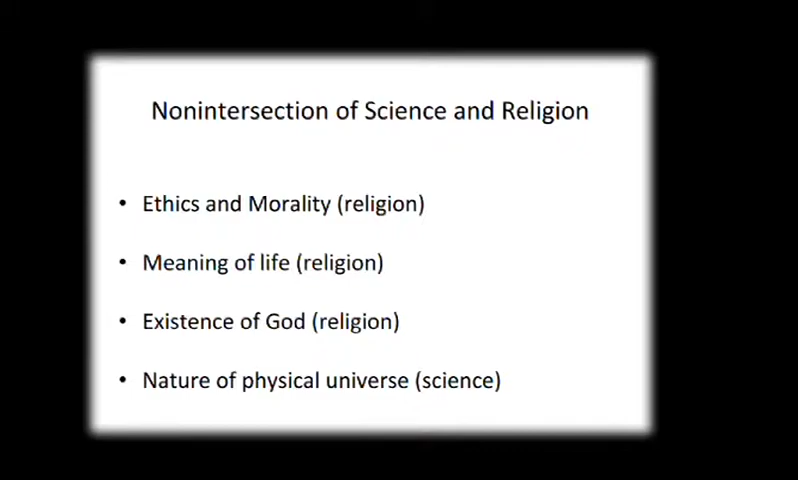 Nonintersection of Science and Religion
• Ethics and Morality (religion)
• Meaning of life (religion)
• Existence of God (religion)
• Nature of physical universe (science)